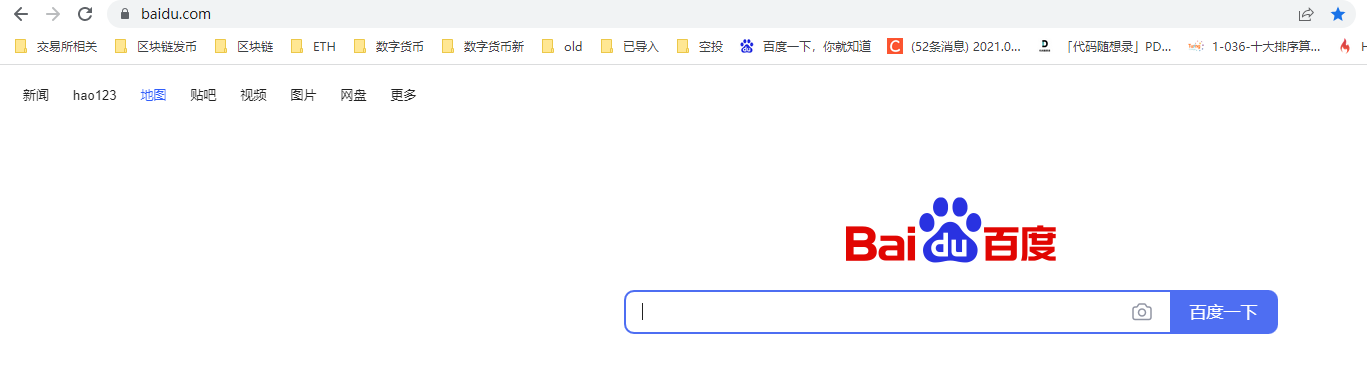 baidu.com
交易所相关 区块链发币 区块链 ETH 数字货币 数字货币新 old 已导入 空投 百度一下，你就知道 C (52条消息) 2021.0... 「代码随想录」PD... 1-036-十大排序算... H
新闻 hao123 地图 贴吧 视频 图片 网盘 更多
Bai du 百度
百度一下